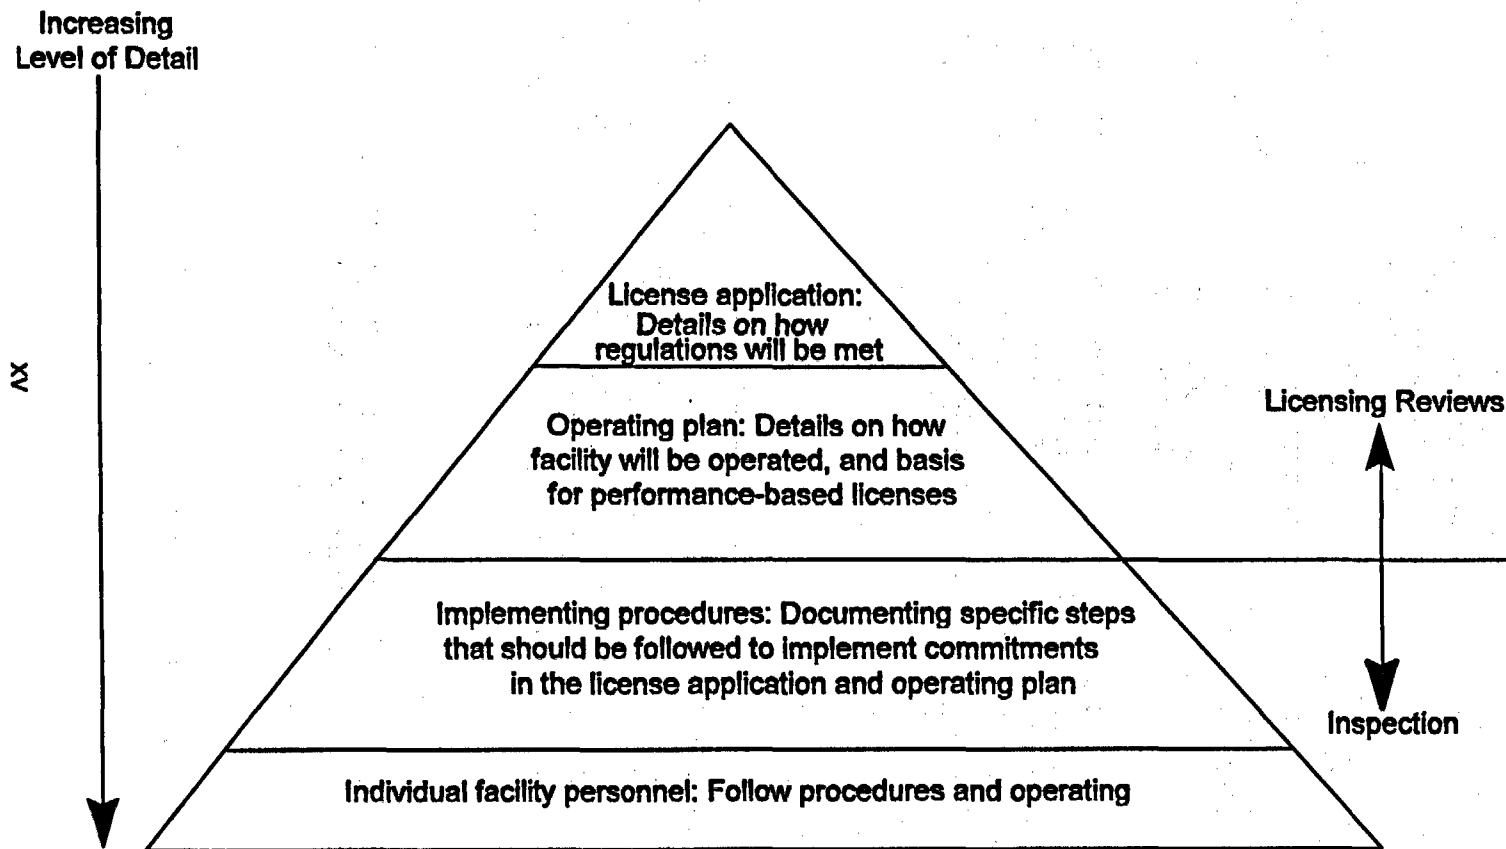 Increasing
Level of Detail
License application:
Details on how
regulations will be met
xv
Licensing Reviews
Operating plan: Details on how
facility will be operated, and basis
for performance-based licenses
Implementing procedures: Documenting specific steps
that should be followed to implement commitments
in the license application and operating plan
Inspection
Individual facility personnel: Follow procedures and operating